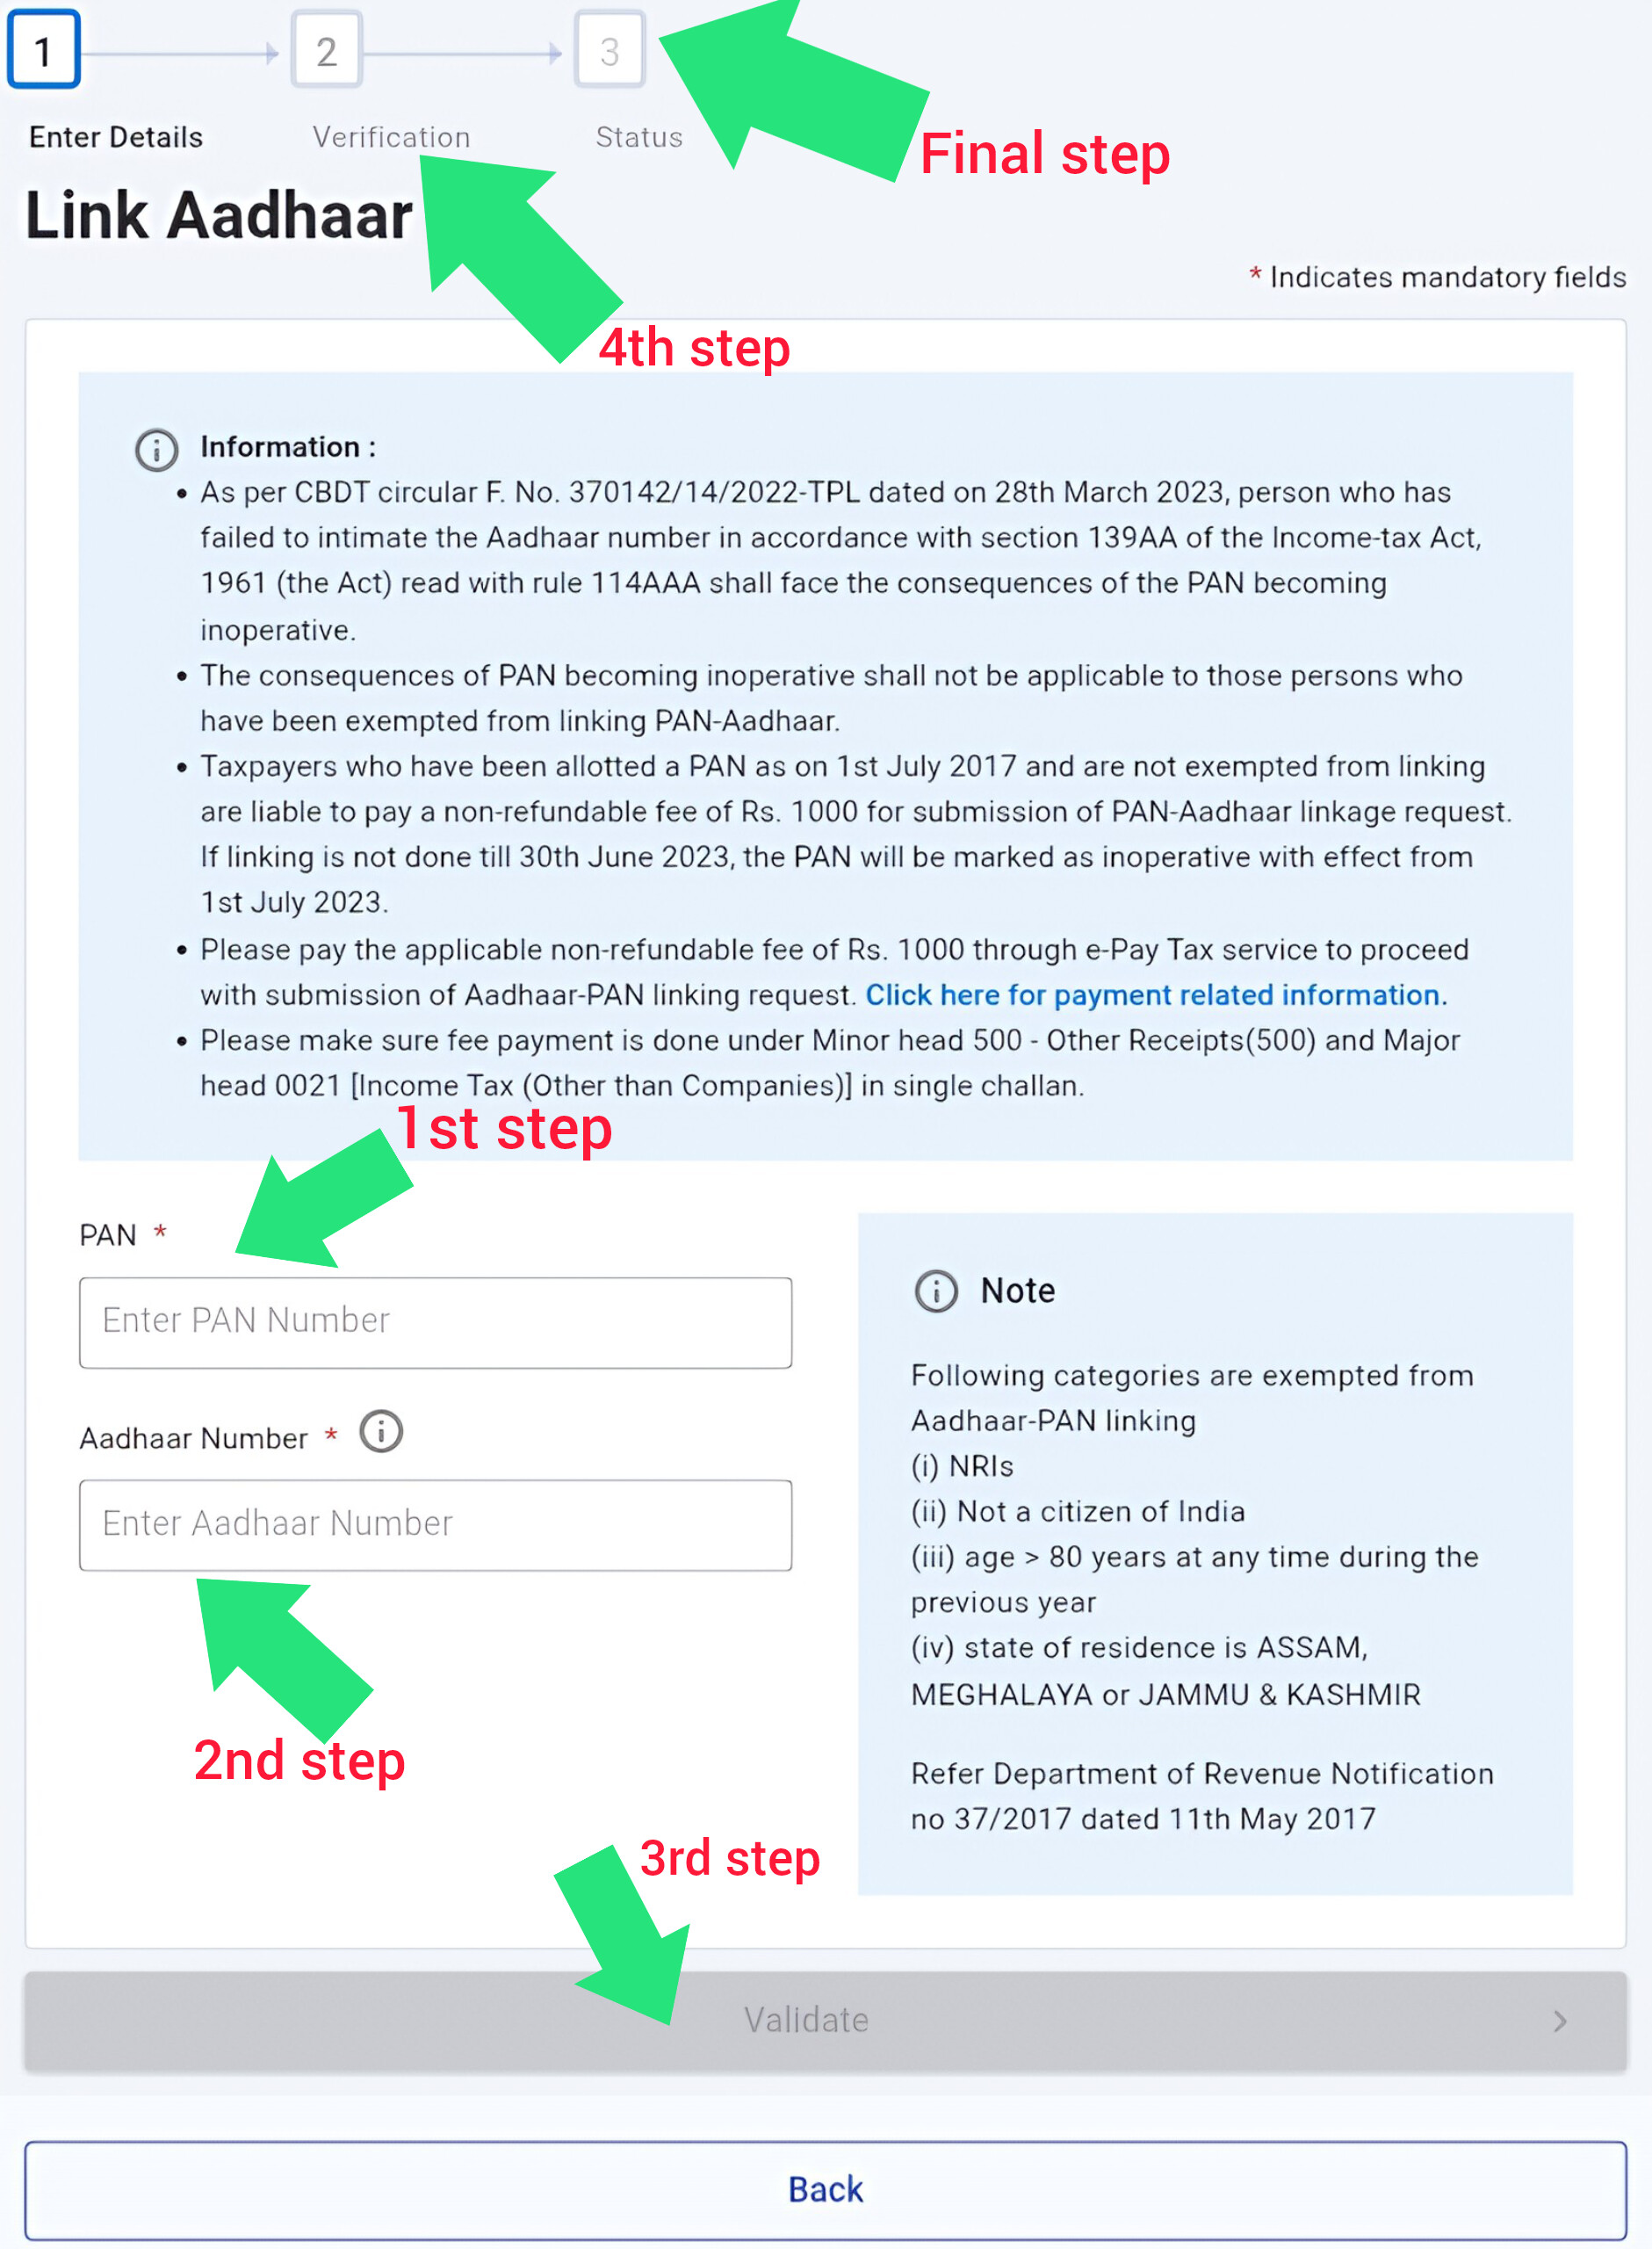 1
2
3
Enter Details
Verification
Status
Final step
Link Aadhaar
* Indicates mandatory fields
4th step
Information :
• As per CBDT circular F. No. 370142/14/2022-TPL dated on 28th March 2023, person who has
failed to intimate the Aadhaar number in accordance with section 139AA of the Income-tax Act,
1961 (the Act) read with rule 114AAA shall face the consequences of the PAN becoming
inoperative.
• The consequences of PAN becoming inoperative shall not be applicable to those persons who
have been exempted from linking PAN-Aadhaar.
• Taxpayers who have been allotted a PAN as on 1st July 2017 and are not exempted from linking
are liable to pay a non-refundable fee of Rs. 1000 for submission of PAN-Aadhaar linkage request.
If linking is not done till 30th June 2023, the PAN will be marked as inoperative with effect from
1st July 2023.
• Please pay the applicable non-refundable fee of Rs. 1000 through e-Pay Tax service to proceed
with submission of Aadhaar-PAN linking request. Click here for payment related information.
• Please make sure fee payment is done under Minor head 500 - Other Receipts(500) and Major
head 0021 [Income Tax (Other than Companies)] in single challan.
1st step
PAN *
Enter PAN Number
Aadhaar Number *
Enter Aadhaar Number
2nd step
Note
Following categories are exempted from
Aadhaar-PAN linking
(i) NRIs
(ii) Not a citizen of India
(iii) age > 80 years at any time during the
previous year
(iv) state of residence is ASSAM,
MEGHALAYA or JAMMU & KASHMIR
Refer Department of Revenue Notification
no 37/2017 dated 11th May 2017
3rd step
Validate
Back